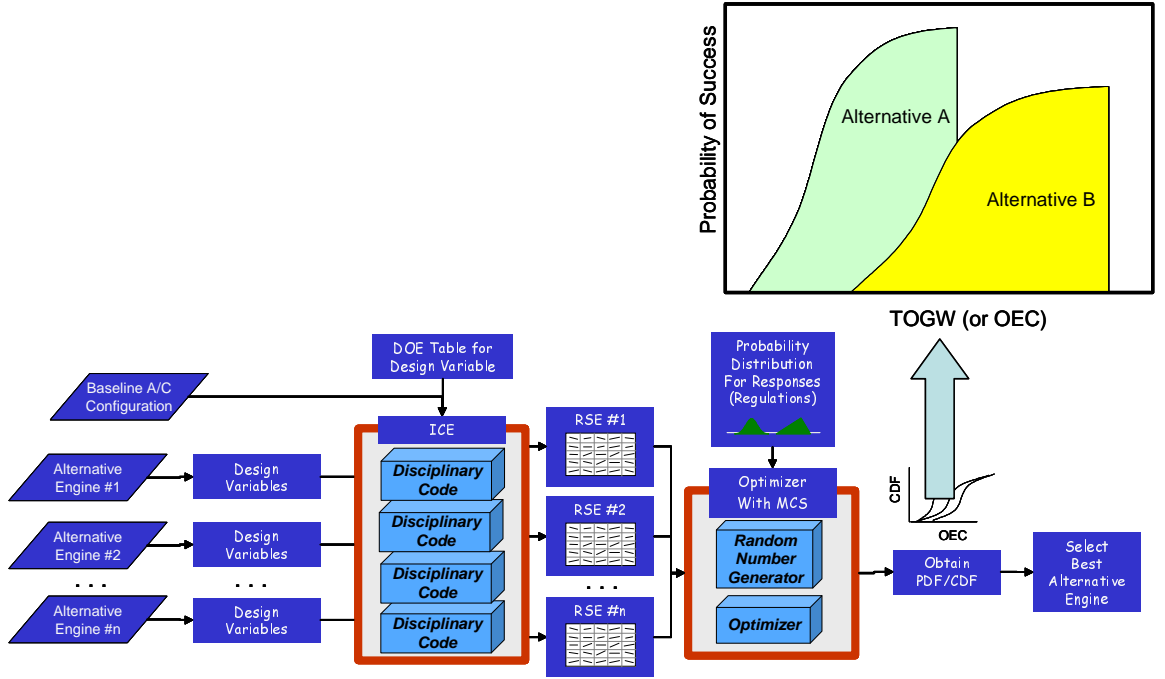 Probability of Success
Alternative A
Alternative B
TOGW (or OEC)
DOE Table for
Design Variable
Probability
Distribution
For Responses
(Regulations)
Baseline A/C
Configuration
ICE
RSE #1
Alternative
Engine #1
Design
Variables
Disciplinary
Code
Optimizer
With MCS
CDF
OEC
RSE #2
Alternative
Engine #2
Design
Variables
Disciplinary
Code
Random
Number
Generator
Obtain
PDF/CDF
Select
Best
Alternative
Engine
. . .
. . .
Disciplinary
Code
. . .
RSE #n
Alternative
Engine #n
Design
Variables
Disciplinary
Code
Optimizer